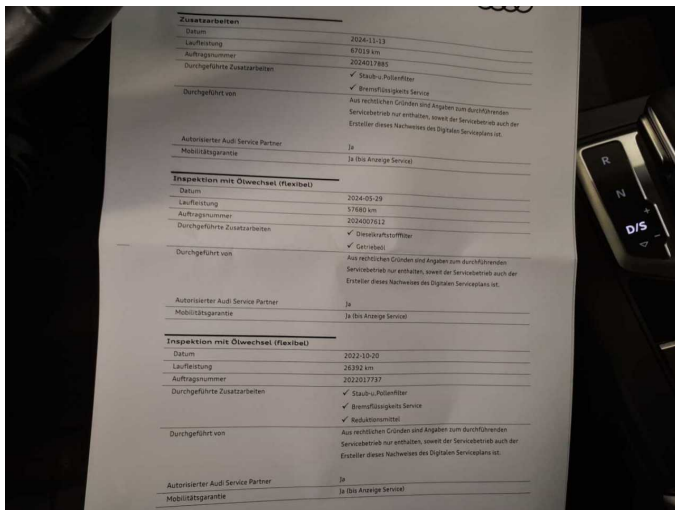 Zusatzarbeiten
Datum 2024-11-13
Laufleistung 67019 km
Auftragsnummer 2024017885
Durchgeführte Zusatzarbeiten ✓ Staub-u.Pollenfilter
✓ Bremsflüssigkeits Service
Durchgeführt von Aus rechtlichen Gründen sind Angaben zum durchführenden
Servicebetrieb nur enthalten, soweit der Servicebetrieb auch der
Ersteller dieses Nachweises des Digitalen Serviceplans ist.
Autorisierter Audi Service Partner Ja
Mobilitätsgarantie Ja (bis Anzeige Service)
Inspektion mit Ölwechsel (flexibel)
Datum 2024-05-29
Laufleistung 57680 km
Auftragsnummer 2024007612
Durchgeführte Zusatzarbeiten ✓ Dieselkraftstofffilter
✓ Getriebeöl
Durchgeführt von Aus rechtlichen Gründen sind Angaben zum durchführenden
Servicebetrieb nur enthalten, soweit der Servicebetrieb auch der
Ersteller dieses Nachweises des Digitalen Serviceplans ist.
Autorisierter Audi Service Partner Ja
Mobilitätsgarantie Ja (bis Anzeige Service)
Inspektion mit Ölwechsel (flexibel)
Datum 2022-10-20
Laufleistung 26392 km
Auftragsnummer 2022017737
Durchgeführte Zusatzarbeiten ✓ Staub-u.Pollenfilter
✓ Bremsflüssigkeits Service
✓ Reduktionsmittel
Durchgeführt von Aus rechtlichen Gründen sind Angaben zum durchführenden
Servicebetrieb nur enthalten, soweit der Servicebetrieb auch der
Ersteller dieses Nachweises des Digitalen Serviceplans ist.
Autorisierter Audi Service Partner Ja
Mobilitätsgarantie Ja (bis Anzeige Service)
R
N
+
D/S
-